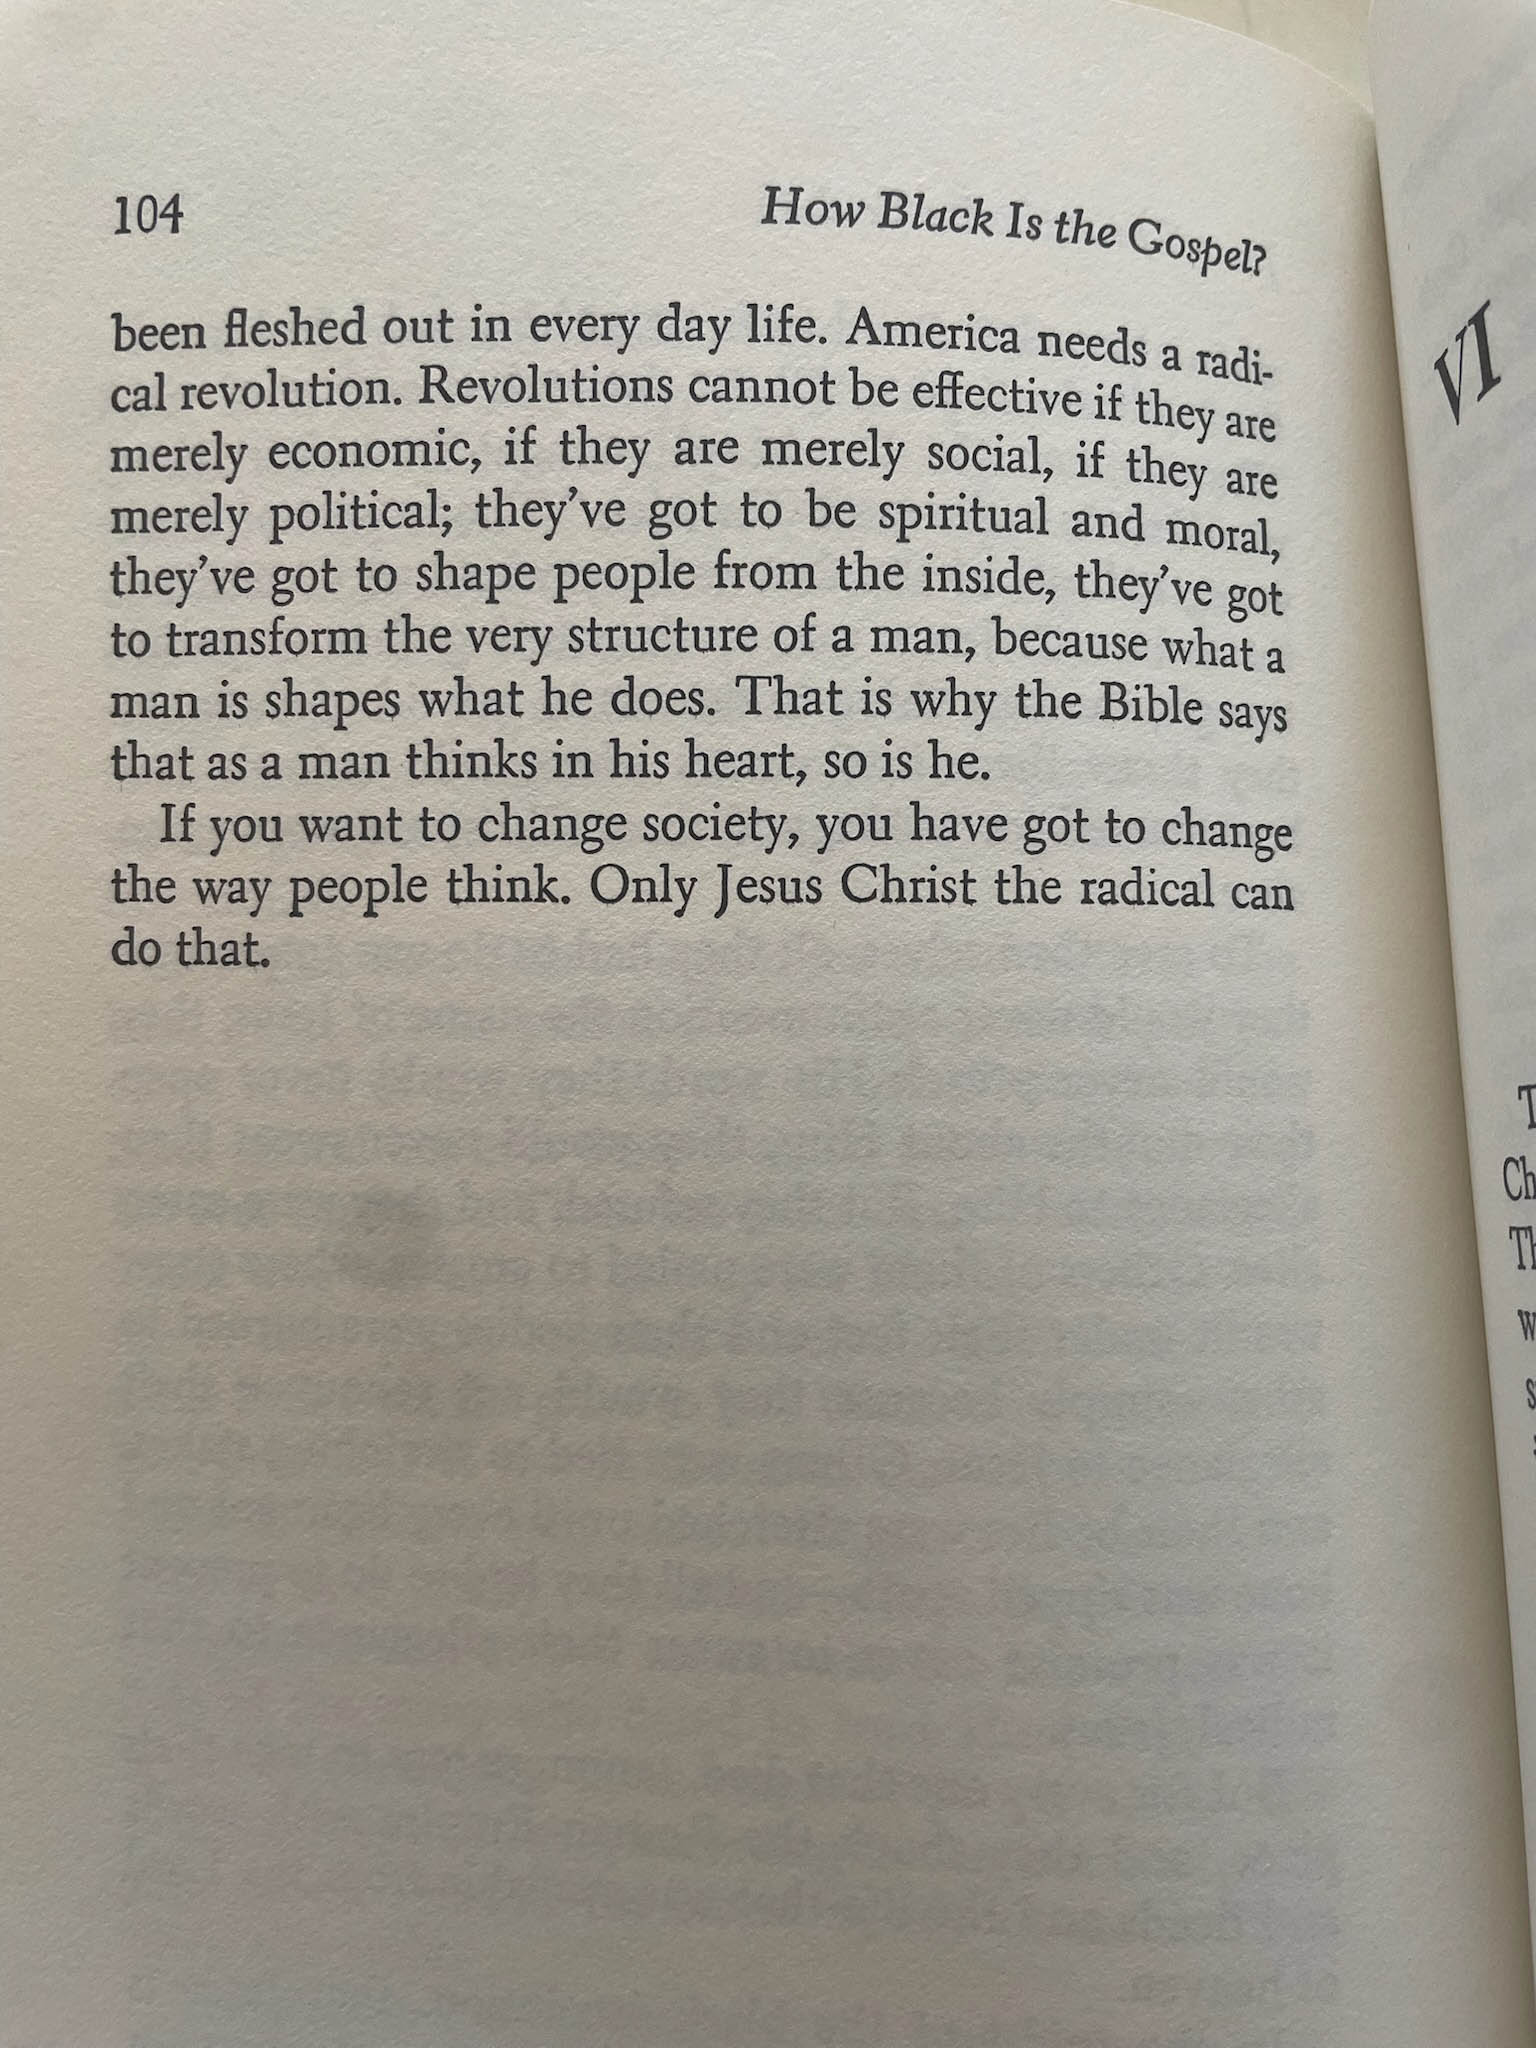 104
How Black Is the Gospel?
been fleshed out in every day life. America needs a radi-
cal revolution. Revolutions cannot be effective if they are
merely economic, if they are merely social, if they are
merely political; they've got to be spiritual and moral,
they've got to shape people from the inside, they've got
to transform the very structure of a man, because what a
man is shapes what he does. That is why the Bible says
that as a man thinks in his heart, so is he.
If you want to change society, you have got to change
the way people think. Only Jesus Christ the radical can
do that.
VI